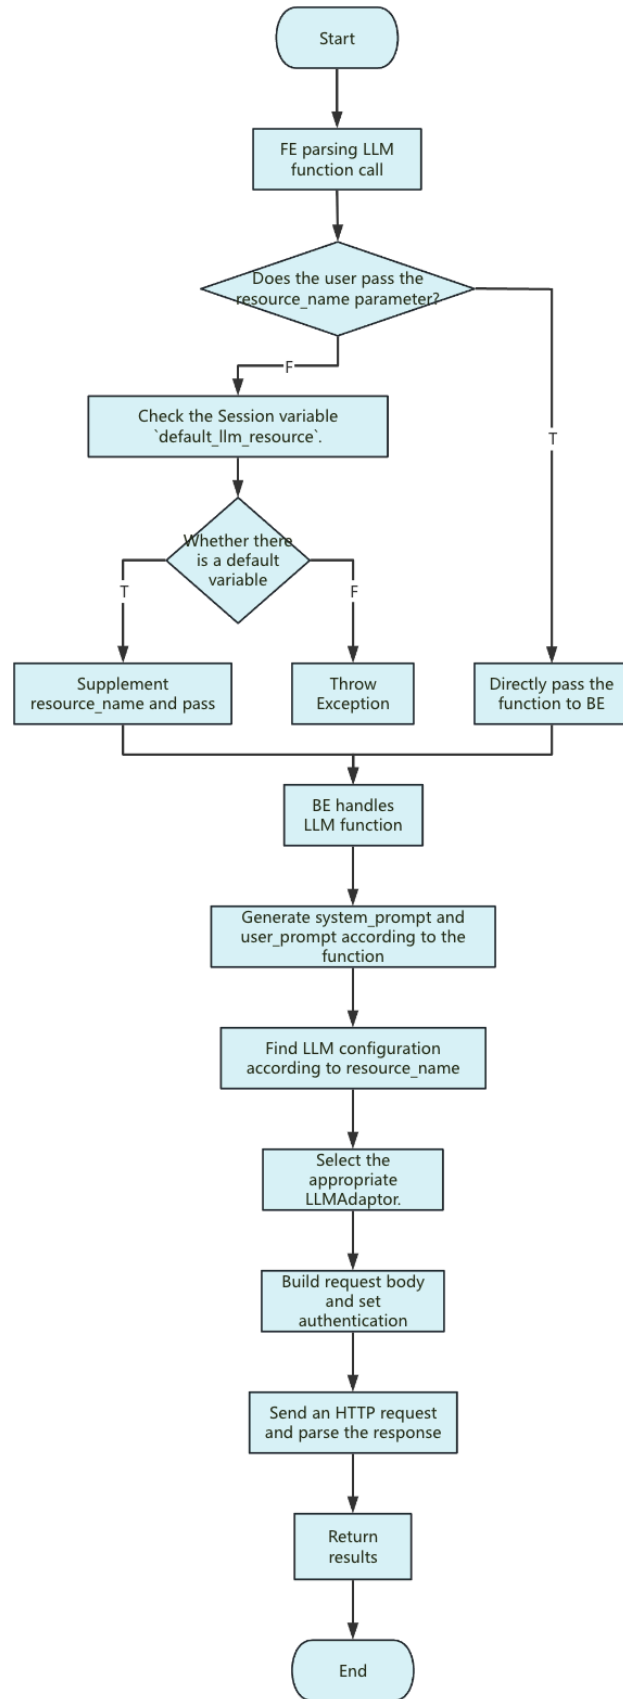 Start
FE parsing LLM
function call
Does the user pass the
resource_name parameter?
F
T
Check the Session variable
`default_llm_resource`.
Whether there
is a default
variable
T
F
Supplement
resource_name and pass
Throw
Exception
Directly pass the
function to BE
BE handles
LLM function
Generate system_prompt and
user_prompt according to the
function
Find LLM configuration
according to resource_name
Select the
appropriate
LLMAdaptor.
Build request body
and set
authentication
Send an HTTP request
and parse the response
Return
results
End